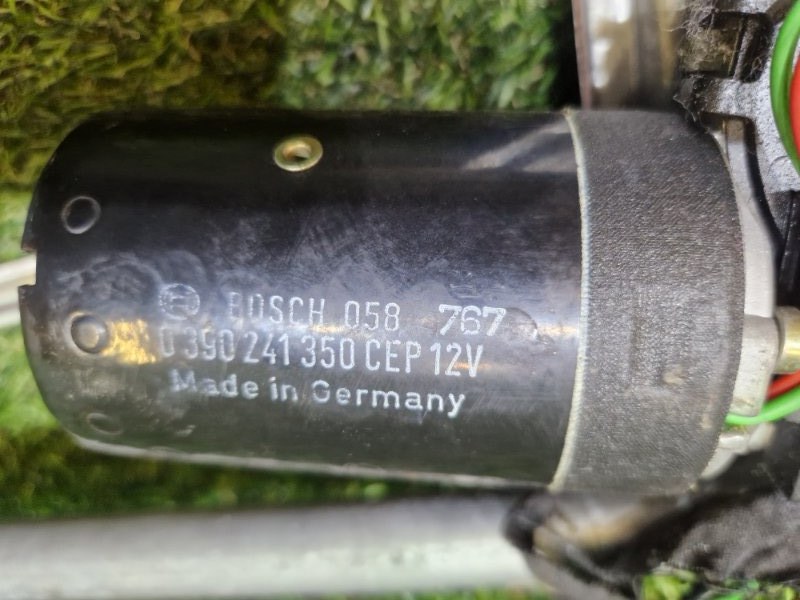 BOSCH 058 767
0 390 241 350 CEP 12V
Made in Germany